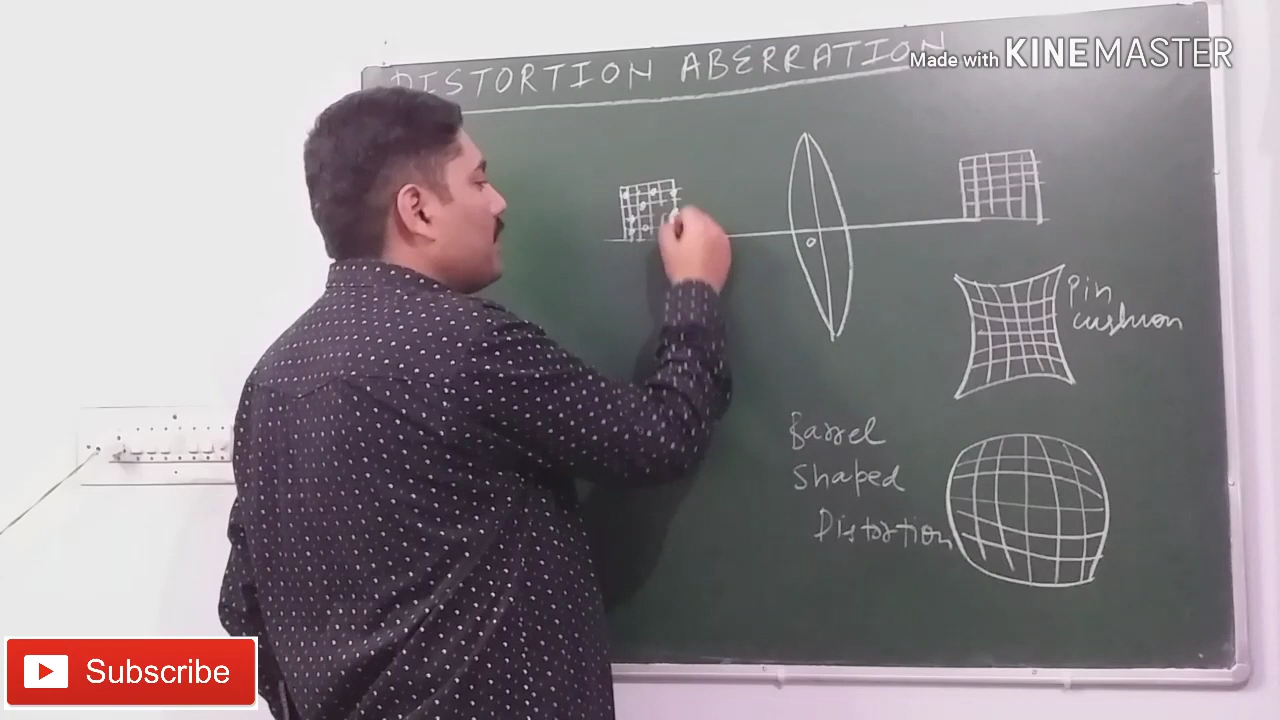 DISTORTION ABERRATION
Made with KINEMASTER
Pin
cushion
Barrel
Shaped
Distortion
Subscribe